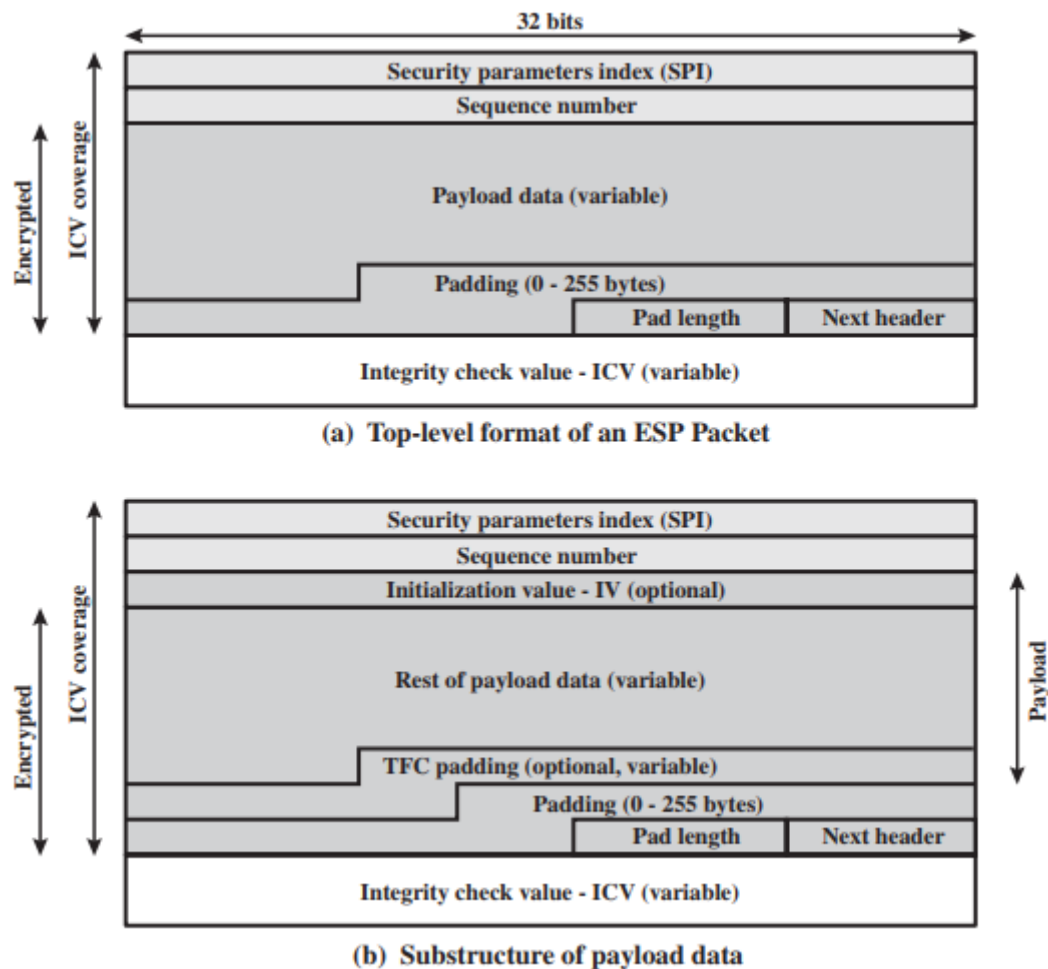 32 bits
Security parameters index (SPI)
Sequence number
Payload data (variable)
Padding (0 - 255 bytes)
Pad length
Next header
Integrity check value - ICV (variable)
Encrypted
ICV coverage
(a) Top-level format of an ESP Packet
Security parameters index (SPI)
Sequence number
Initialization value - IV (optional)
Rest of payload data (variable)
TFC padding (optional, variable)
Padding (0 - 255 bytes)
Pad length
Next header
Integrity check value - ICV (variable)
Encrypted
ICV coverage
Payload
(b) Substructure of payload data